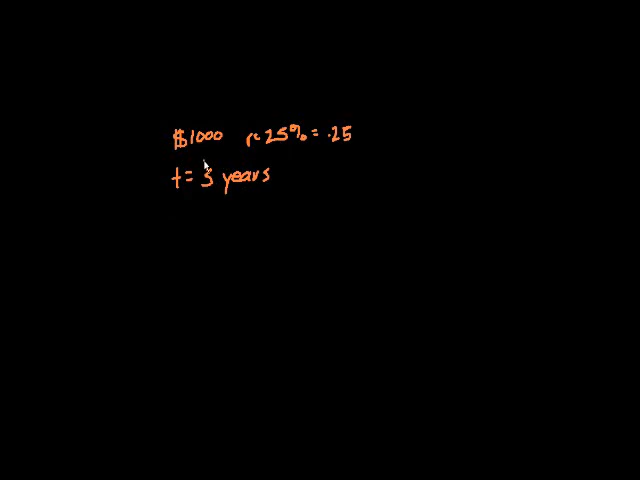 $1000 r= 25% = .25
t = 3 years